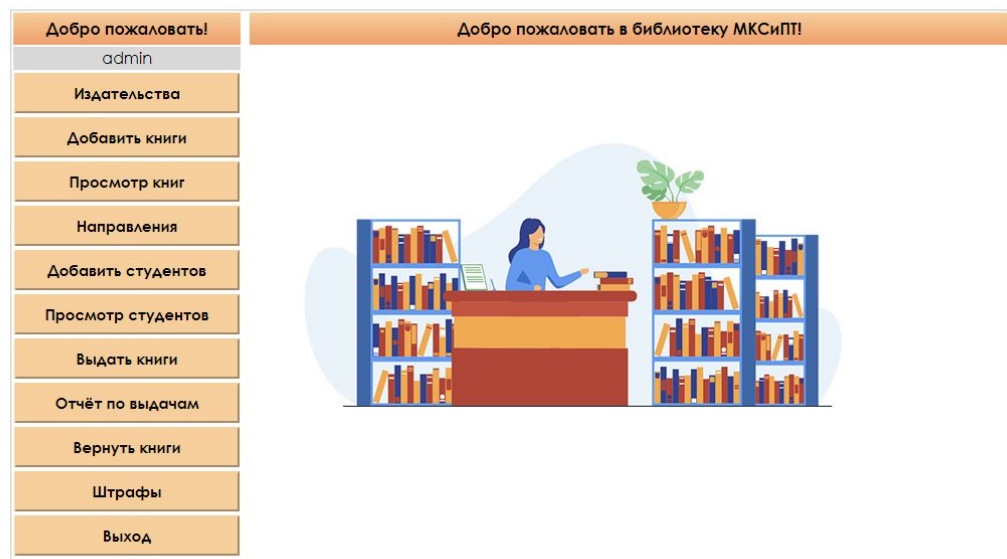 Добро пожаловать!
admin
Издательства
Добавить книги
Просмотр книг
Направления
Добавить студентов
Просмотр студентов
Выдать книги
Отчёт по выдачам
Вернуть книги
Штрафы
Выход
Добро пожаловать в библиотеку МКСиПТ!